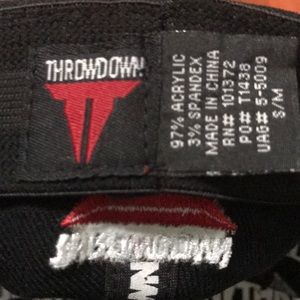 THROWDOWN
97% ACRYLIC
3% SPANDEX
MADE IN CHINA
RN# 101372
PO# T1438
UAG# 5-5009
S/M